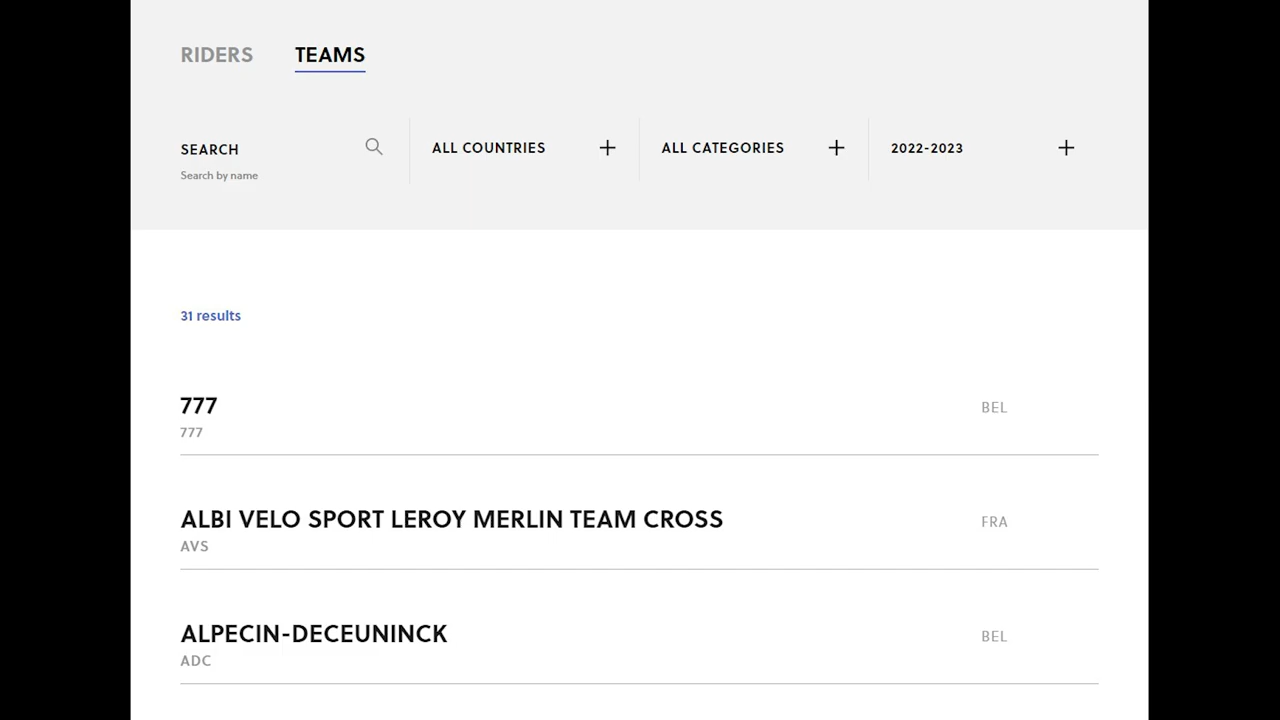 RIDERS TEAMS
SEARCH ALL COUNTRIES ALL CATEGORIES 2022-2023
Search by name
31 results
777 BEL
777
ALBI VELO SPORT LEROY MERLIN TEAM CROSS FRA
AVS
ALPECIN-DECEUNINCK BEL
ADC